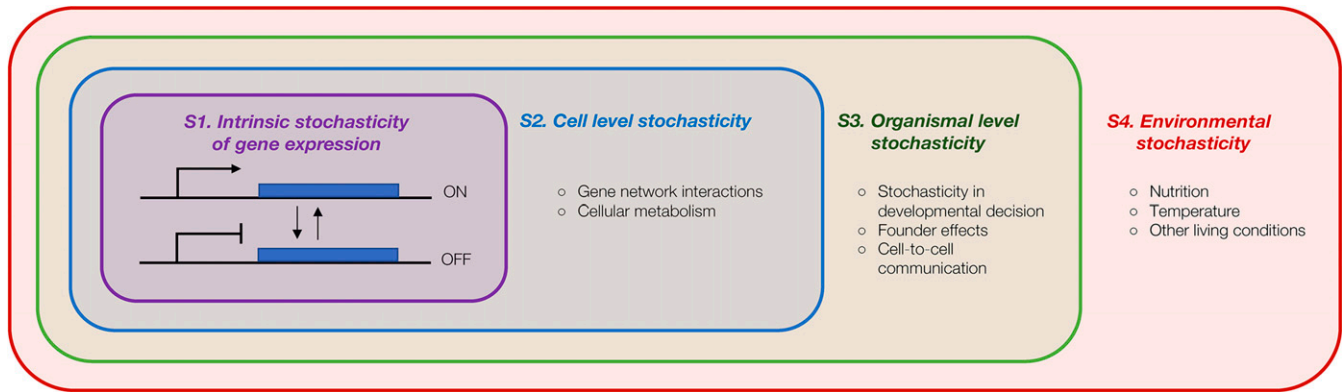 S1. Intrinsic stochasticity
of gene expression
ON
OFF
S2. Cell level stochasticity
○ Gene network interactions
○ Cellular metabolism
S3. Organismal level
stochasticity
○ Stochasticity in
developmental decision
○ Founder effects
○ Cell-to-cell
communication
S4. Environmental
stochasticity
○ Nutrition
○ Temperature
○ Other living conditions